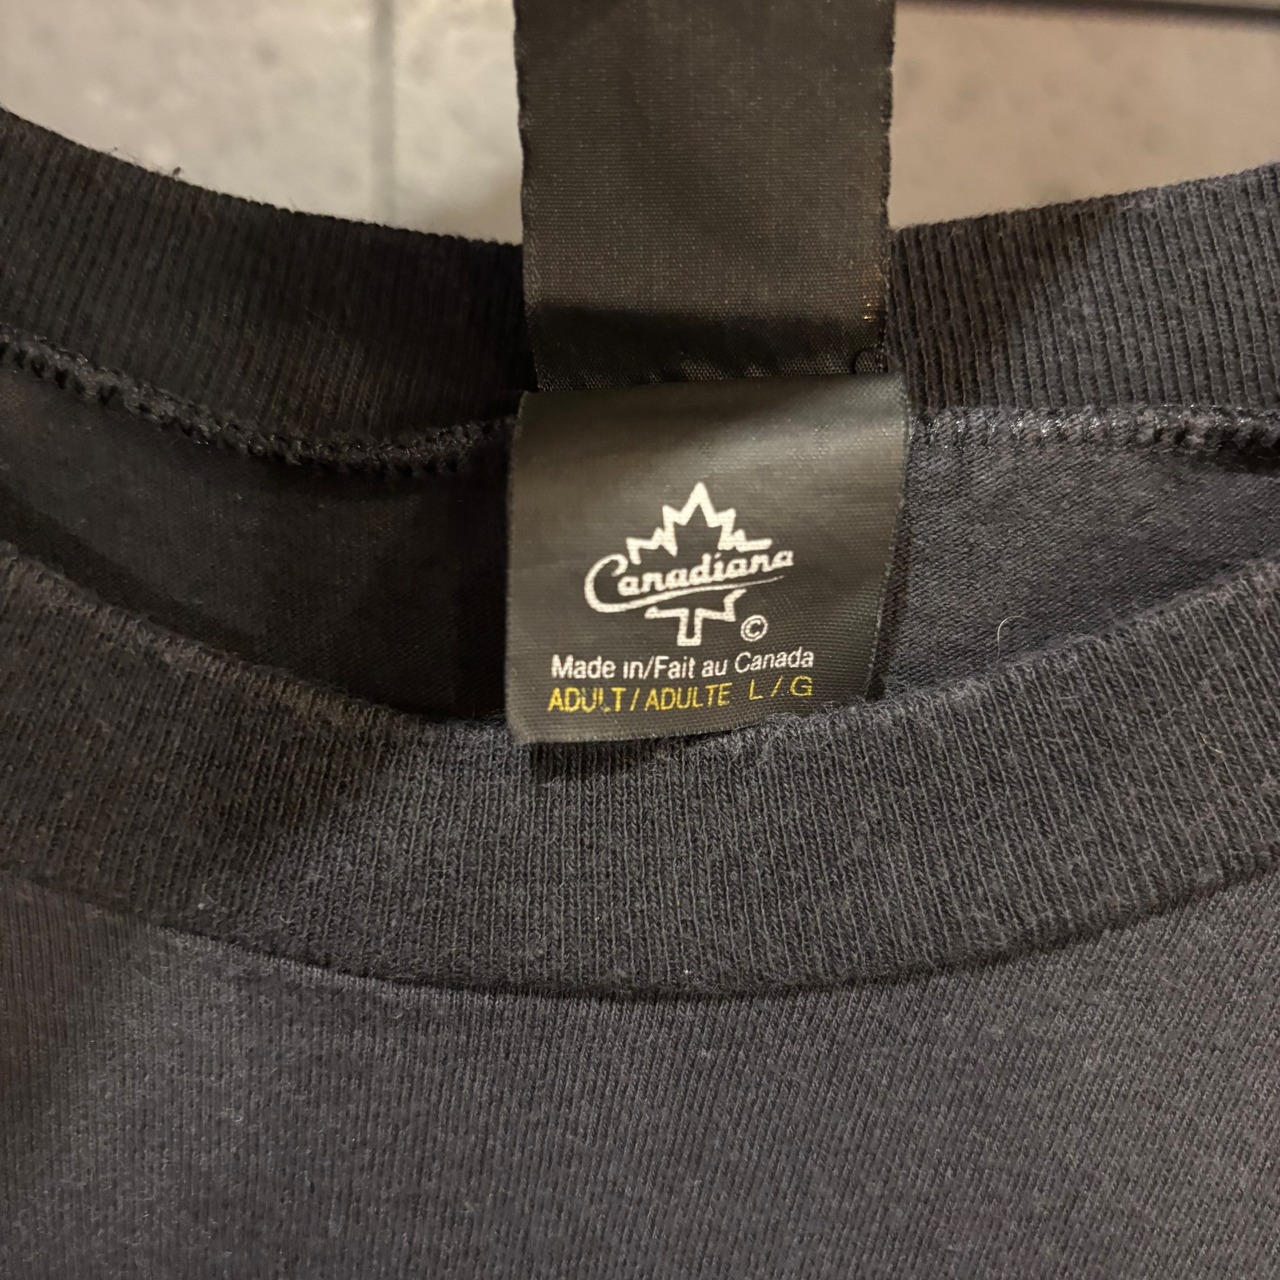 Canadiana
©
Made in/Fait au Canada
ADULT / ADULTE L / G